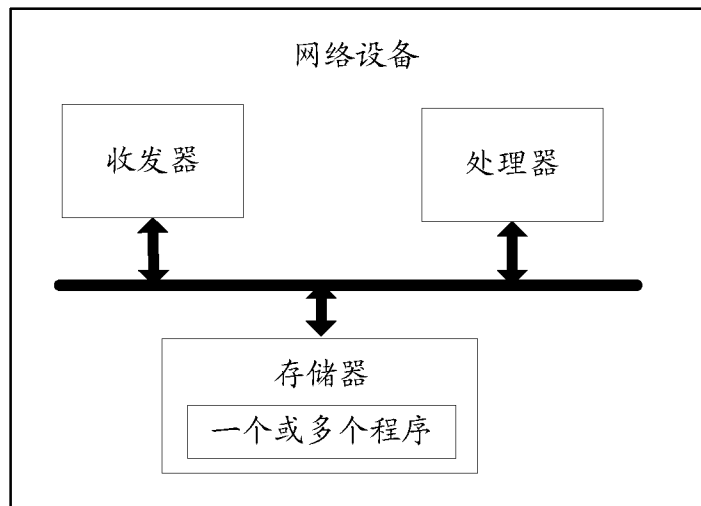 网络设备
收发器
处理器
存储器
一个或多个程序